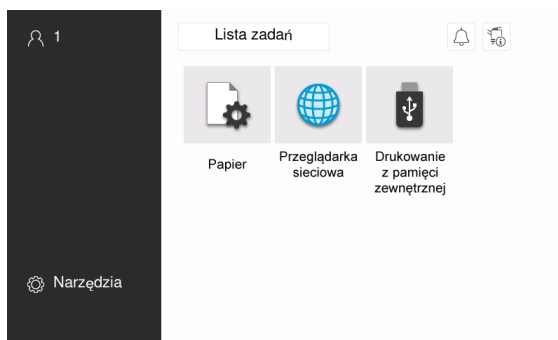 1
Lista zadań
Papier
Przeglądarka
sieciowa
Drukowanie
z pamięci
zewnętrznej
Narzędzia